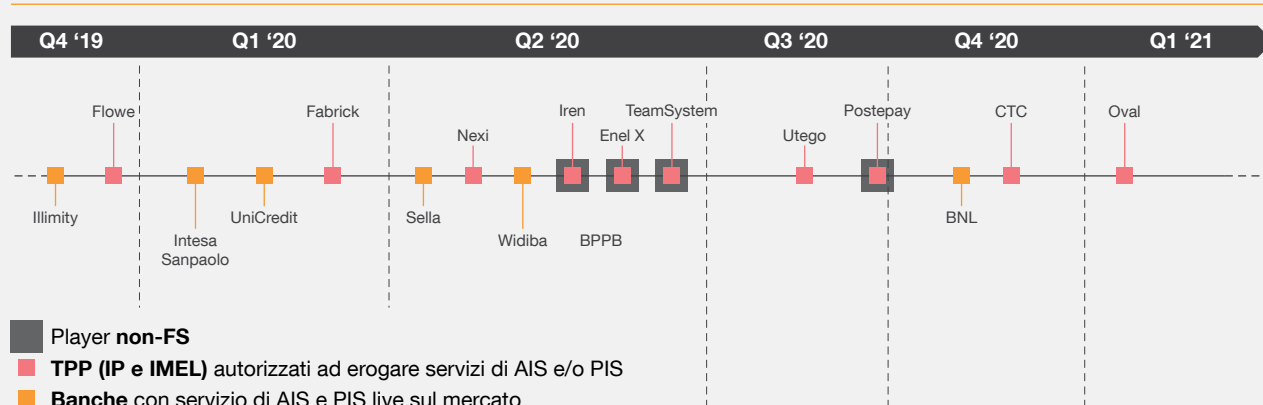 Q4 ‘19 Q1 ‘20 Q2 ‘20 Q3 ‘20 Q4 ‘20 Q1 ‘21
Flowe Fabrick Iren TeamSystem Postepay CTC Oval
Nexi Enel X Utego
Illimity UniCredit Sella BNL
Intesa Widiba BPPB
Sanpaolo
Player non-FS
TPP (IP e IMEL) autorizzati ad erogare servizi di AIS e/o PIS
Banche con servizio di AIS e PIS live sul mercato